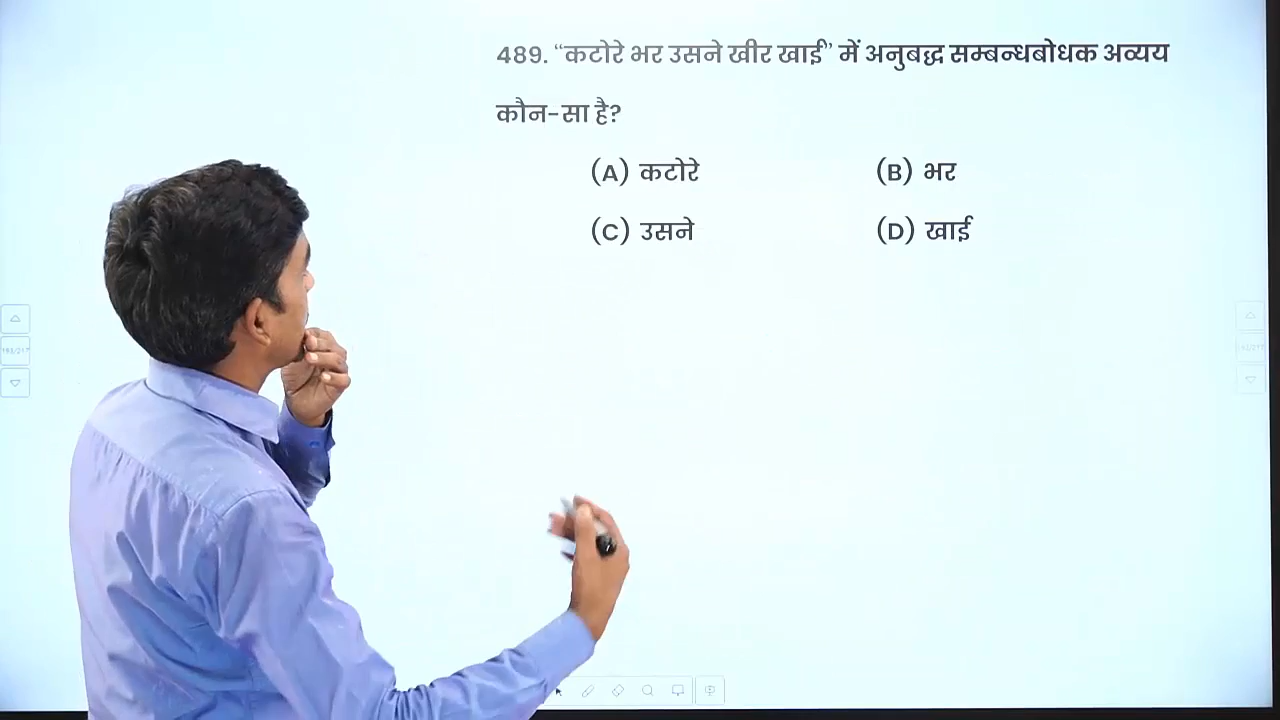 489. “कटोरे भर उसने खीर खाई” में अनुबद्ध सम्बन्धबोधक अव्यय
कौन-सा है?
(A) कटोरे (B) भर
(C) उसने (D) खाई